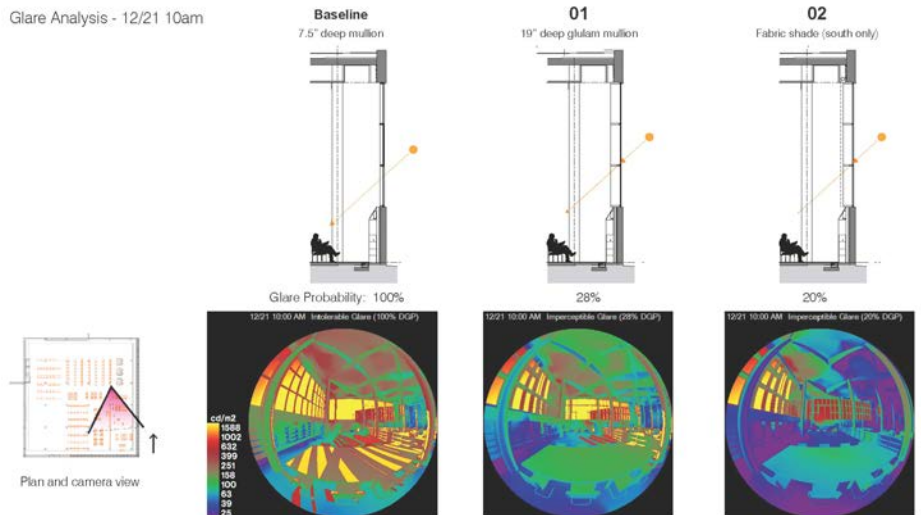 Glare Analysis - 12/21 10am
Baseline
7.5" deep mullion
01
19" deep glulam mullion
02
Fabric shade (south only)
Glare Probability: 100%
28%
20%
12/21 10:00 AM Intolerable Glare (100% DGP)
12/21 10:00 AM Imperceptible Glare (28% DGP)
12/21 10:00 AM Imperceptible Glare (20% DGP)
cd/m2
1588
1002
632
399
251
158
100
63
39
25
Plan and camera view